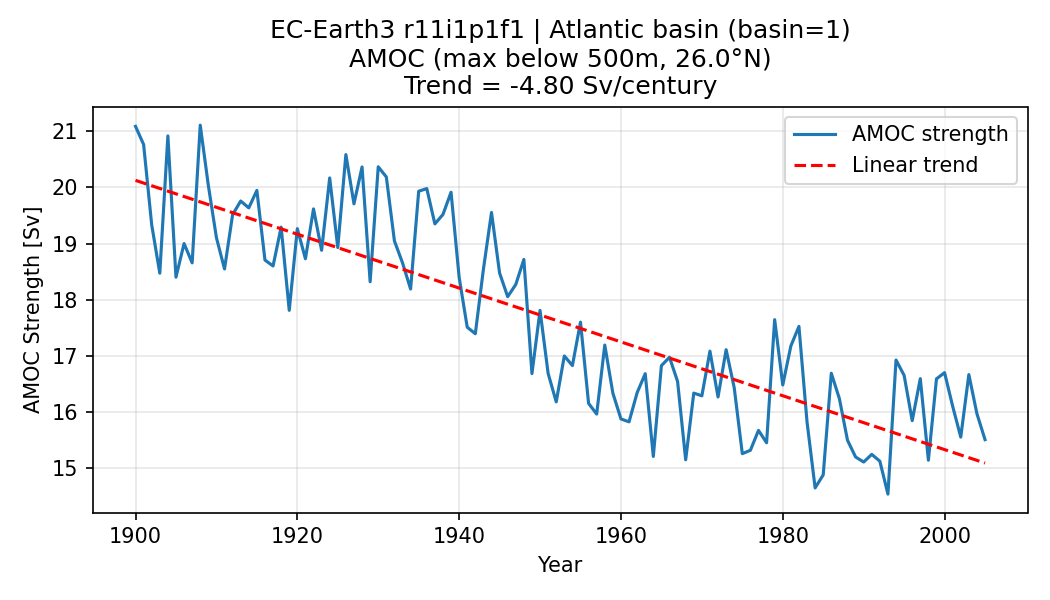 EC-Earth3 r11i1p1f1 | Atlantic basin (basin=1)
AMOC (max below 500m, 26.0°N)
Trend = -4.80 Sv/century
AMOC strength
Linear trend
AMOC Strength [Sv]
21
20
19
18
17
16
15
1900
1920
1940
1960
1980
2000
Year